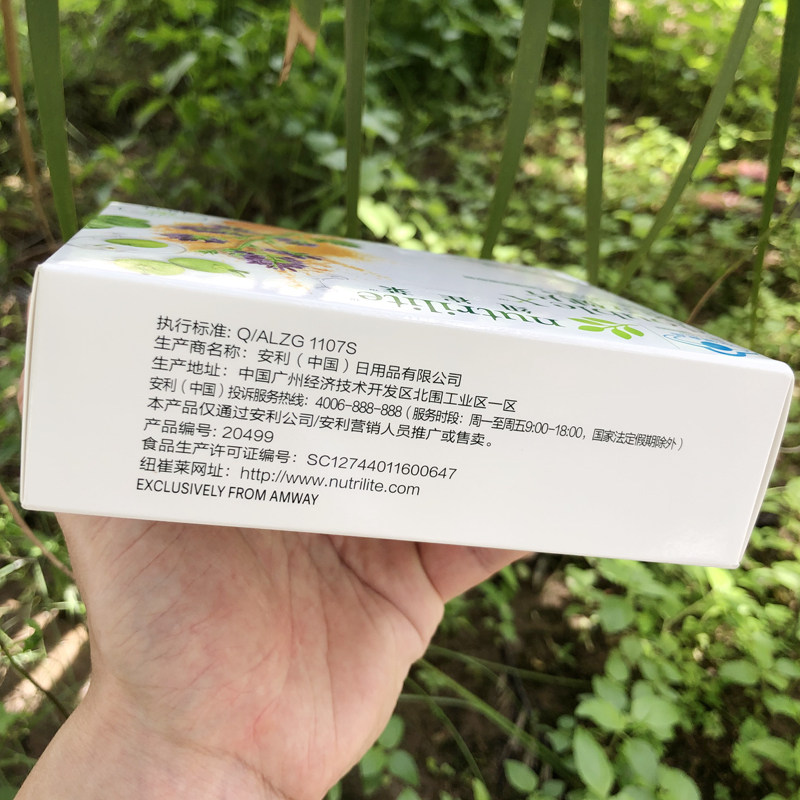 nutrilite
纽崔莱
执行标准: Q/ALZG 1107S
生产商名称：安利（中国）日用品有限公司
生产地址：中国广州经济技术开发区北围工业区一区
安利（中国）投诉服务热线：4006-888-888（服务时段：周一至周五9:00-18:00，国家法定假期除外）
本产品仅通过安利公司/安利营销人员推广或售卖。
产品编号: 20499
食品生产许可证编号：SC12744011600647
纽崔莱网址：http://www.nutrilite.com
EXCLUSIVELY FROM AMWAY